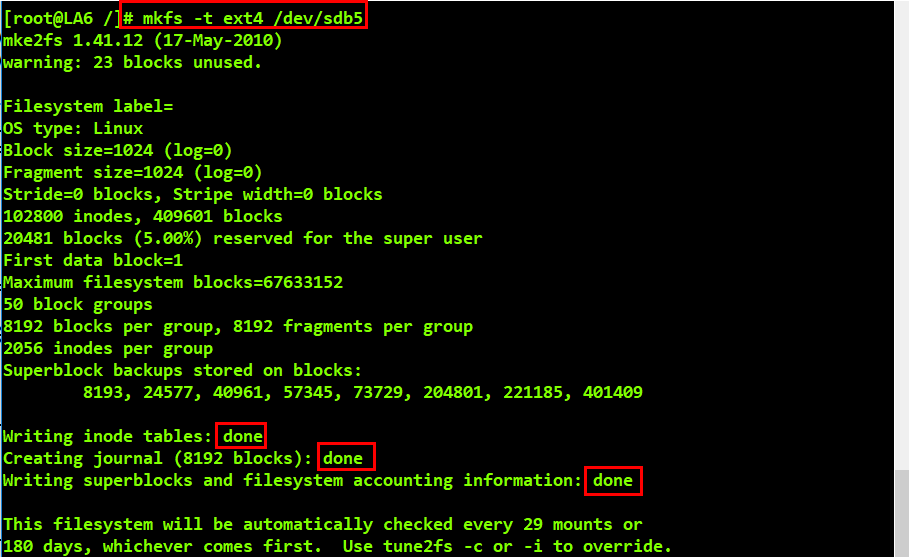 [root@LA6 /]# mkfs -t ext4 /dev/sdb5
mke2fs 1.41.12 (17-May-2010)
warning: 23 blocks unused.

Filesystem label=
OS type: Linux
Block size=1024 (log=0)
Fragment size=1024 (log=0)
Stride=0 blocks, Stripe width=0 blocks
102800 inodes, 409601 blocks
20481 blocks (5.00%) reserved for the super user
First data block=1
Maximum filesystem blocks=67633152
50 block groups
8192 blocks per group, 8192 fragments per group
2056 inodes per group
Superblock backups stored on blocks:
        8193, 24577, 40961, 57345, 73729, 204801, 221185, 401409

Writing inode tables: done
Creating journal (8192 blocks): done
Writing superblocks and filesystem accounting information: done

This filesystem will be automatically checked every 29 mounts or
180 days, whichever comes first.  Use tune2fs -c or -i to override.